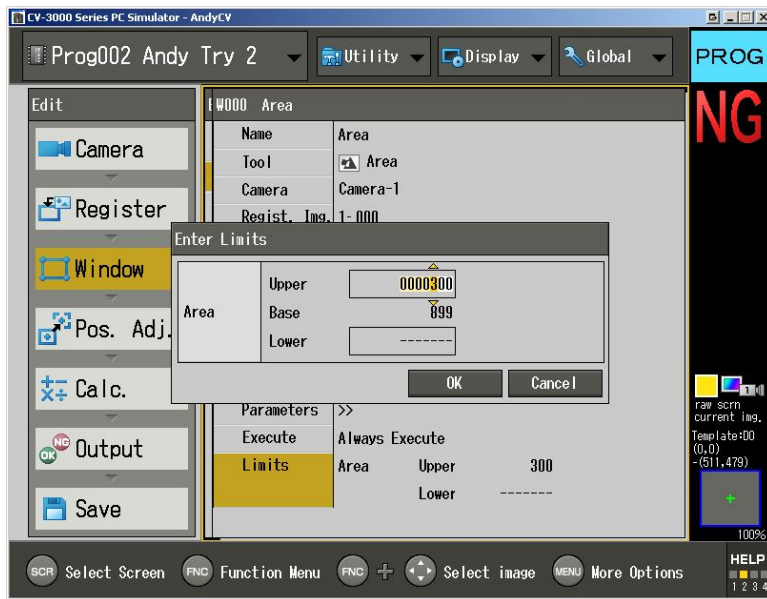 CV-3000 Series PC Simulator - AndyCV
Prog002 Andy Try 2
Utility
Display
Global
PROG
NG
Edit
W000 Area
Camera
Register
Window
Pos. Adj.
Calc.
Output
Save
Name Area
Tool Area
Camera Camera-1
Regist. Img. 1-000
Enter Limits
Area
Upper 0000300
Base 899
Lower -------
OK Cancel
Parameters >>
Execute Always Execute
Limits Area Upper 300
Lower -------
raw scrn
current img.
Template:DO
(0,0)
-(511,479)
100%
SCR Select Screen FNC Function Menu FNC + Select image MENU More Options
HELP
1 2 3 4